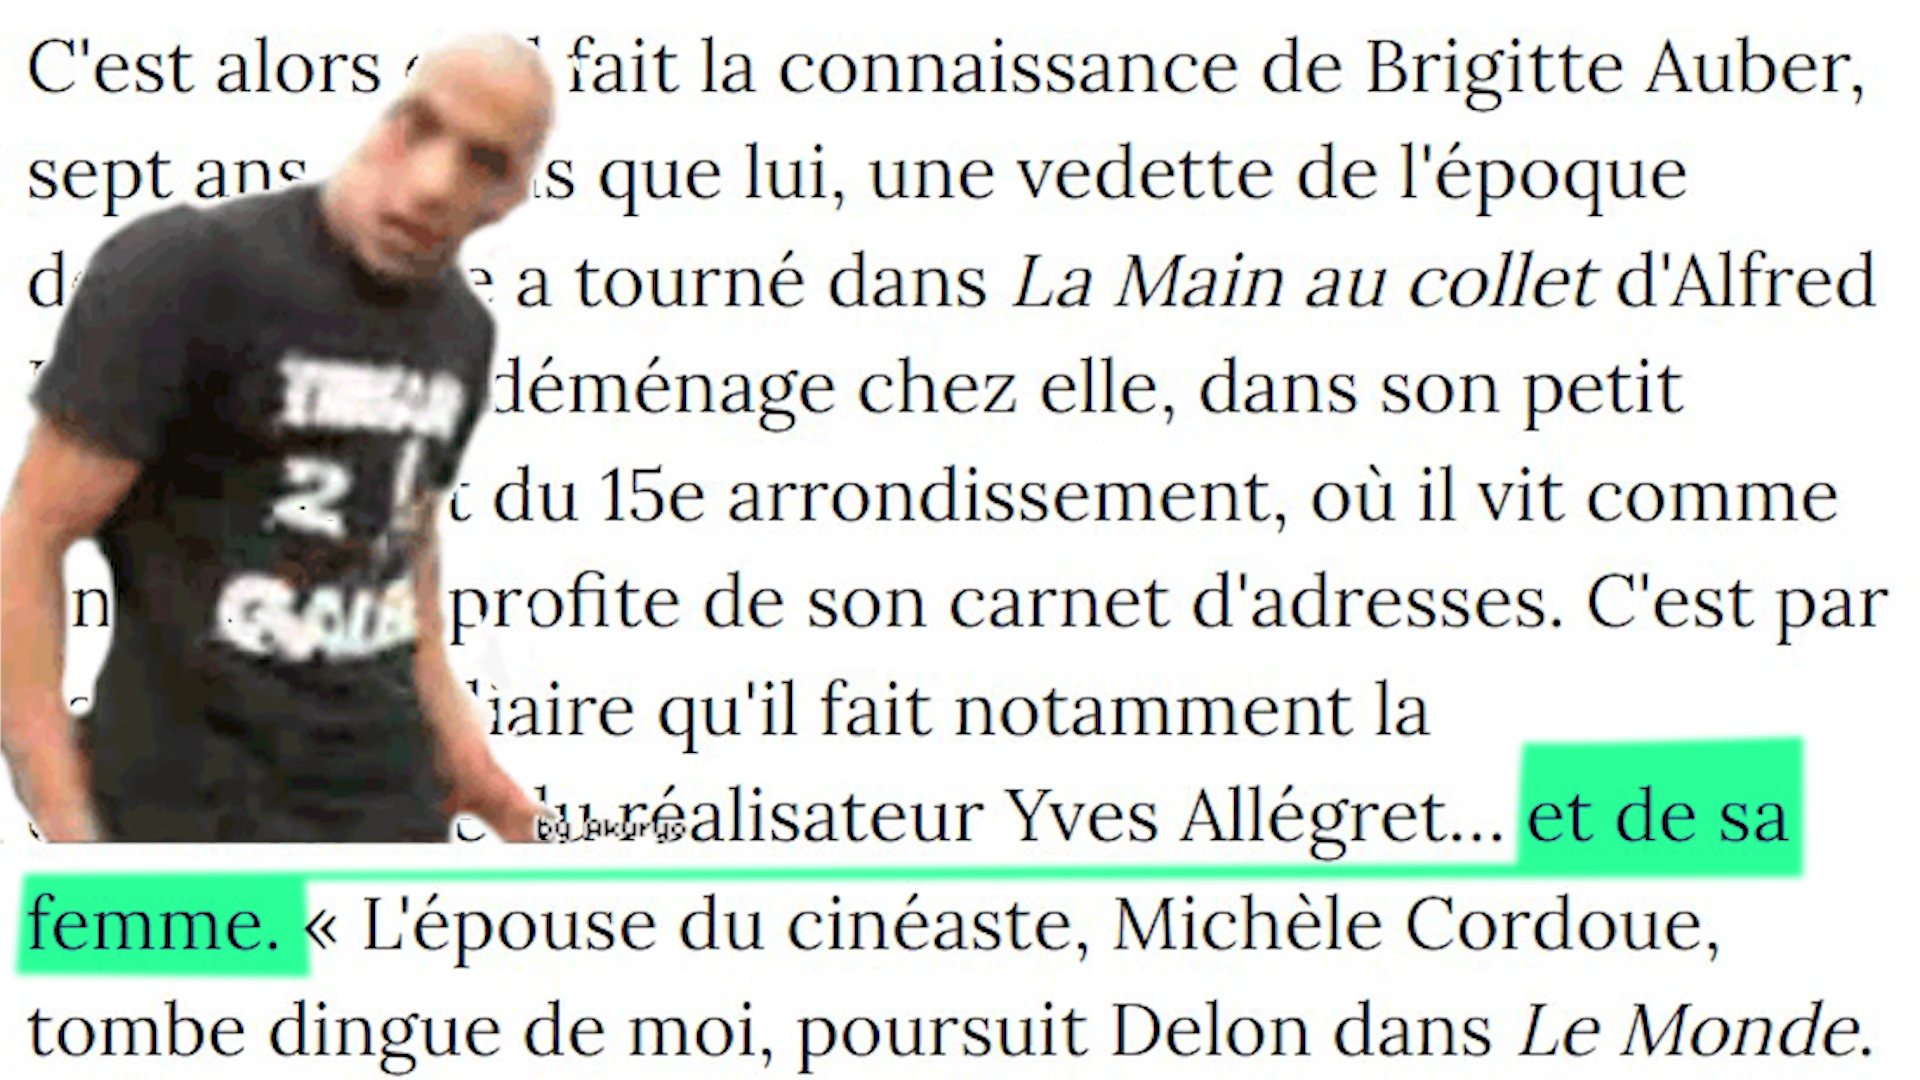 C'est alors fait la connaissance de Brigitte Auber,
sept ans que lui, une vedette de l'époque
a tourné dans La Main au collet d'Alfred
déménage chez elle, dans son petit
du 15e arrondissement, où il vit comme
profite de son carnet d'adresses. C'est par
qu'il fait notamment la
réalisateur Yves Allégret... et de sa
femme. « L'épouse du cinéaste, Michèle Cordoue,
tombe dingue de moi, poursuit Delon dans Le Monde.
2
by Akuryo